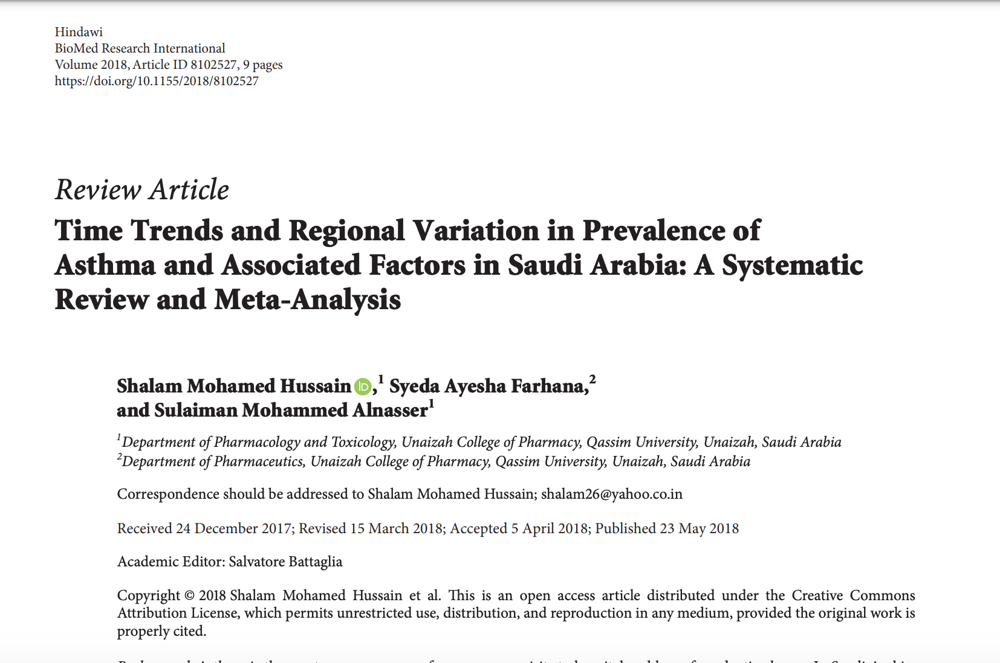 Hindawi
BioMed Research International
Volume 2018, Article ID 8102527, 9 pages
https://doi.org/10.1155/2018/8102527
Review Article
Time Trends and Regional Variation in Prevalence of
Asthma and Associated Factors in Saudi Arabia: A Systematic
Review and Meta-Analysis
Shalam Mohamed Hussain iD,1 Syeda Ayesha Farhana,2
and Sulaiman Mohammed Alnasser1
1Department of Pharmacology and Toxicology, Unaizah College of Pharmacy, Qassim University, Unaizah, Saudi Arabia
2Department of Pharmaceutics, Unaizah College of Pharmacy, Qassim University, Unaizah, Saudi Arabia
Correspondence should be addressed to Shalam Mohamed Hussain; shalam26@yahoo.co.in
Received 24 December 2017; Revised 15 March 2018; Accepted 5 April 2018; Published 23 May 2018
Academic Editor: Salvatore Battaglia
Copyright © 2018 Shalam Mohamed Hussain et al. This is an open access article distributed under the Creative Commons
Attribution License, which permits unrestricted use, distribution, and reproduction in any medium, provided the original work is
properly cited.